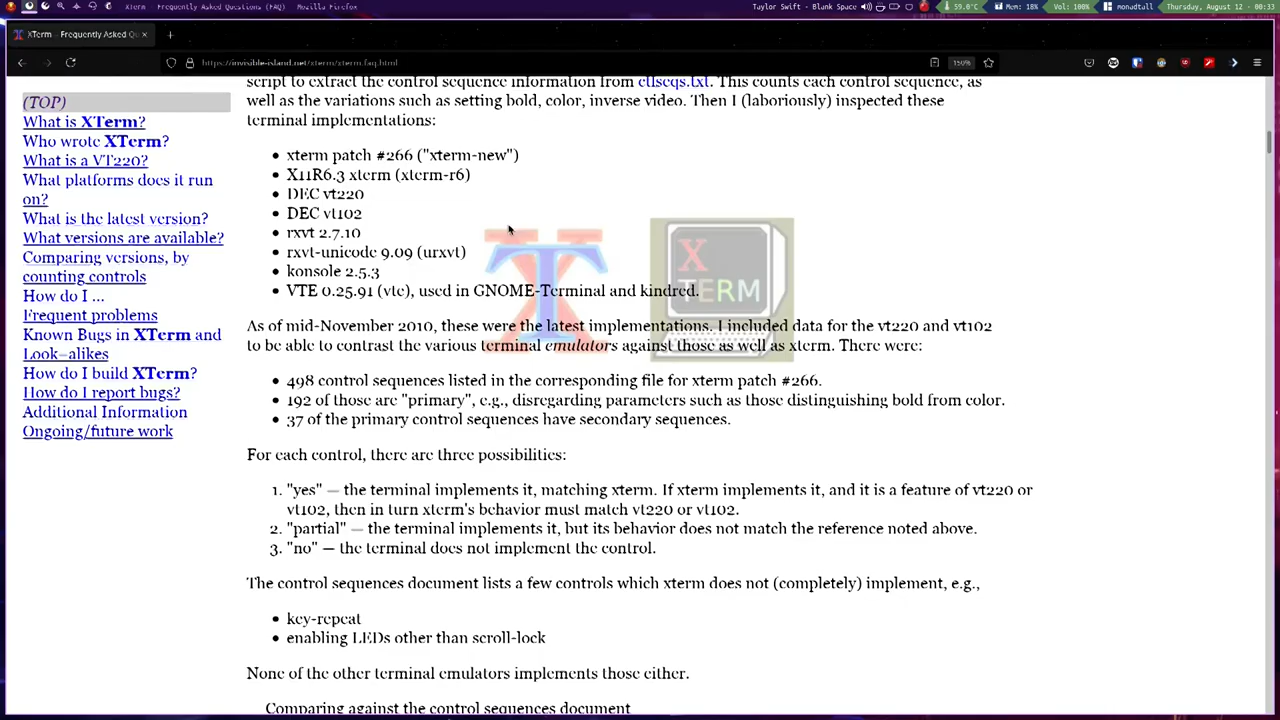 XTerm - Frequently Asked Questions (FAQ) Mozilla Firefox
Taylor Swift - Blank Space
59.0°C
Mem: 18%
Vol: 100%
monadtall
Thursday, August 12 - 00:33
XTerm - Frequently Asked Qu
https://invisible-island.net/xterm/xterm.faq.html
150%
(TOP)
What is XTerm?
Who wrote XTerm?
What is a VT220?
What platforms does it run
on?
What is the latest version?
What versions are available?
Comparing versions, by
counting controls
How do I ...
Frequent problems
Known Bugs in XTerm and
Look–alikes
How do I build XTerm?
How do I report bugs?
Additional Information
Ongoing/future work
script to extract the control sequence information from ctlseqs.txt. This counts each control sequence, as
well as the variations such as setting bold, color, inverse video. Then I (laboriously) inspected these
terminal implementations:
• xterm patch #266 ("xterm-new")
• X11R6.3 xterm (xterm-r6)
• DEC vt220
• DEC vt102
• rxvt 2.7.10
• rxvt-unicode 9.09 (urxvt)
• konsole 2.5.3
• VTE 0.25.91 (vte), used in GNOME-Terminal and kindred.
X
TERM
As of mid-November 2010, these were the latest implementations. I included data for the vt220 and vt102
to be able to contrast the various terminal emulators against those as well as xterm. There were:
• 498 control sequences listed in the corresponding file for xterm patch #266.
• 192 of those are "primary", e.g., disregarding parameters such as those distinguishing bold from color.
• 37 of the primary control sequences have secondary sequences.
For each control, there are three possibilities:
1. "yes" — the terminal implements it, matching xterm. If xterm implements it, and it is a feature of vt220 or
vt102, then in turn xterm's behavior must match vt220 or vt102.
2. "partial" — the terminal implements it, but its behavior does not match the reference noted above.
3. "no" — the terminal does not implement the control.
The control sequences document lists a few controls which xterm does not (completely) implement, e.g.,
• key-repeat
• enabling LEDs other than scroll-lock
None of the other terminal emulators implements those either.
Comparing against the control sequences document